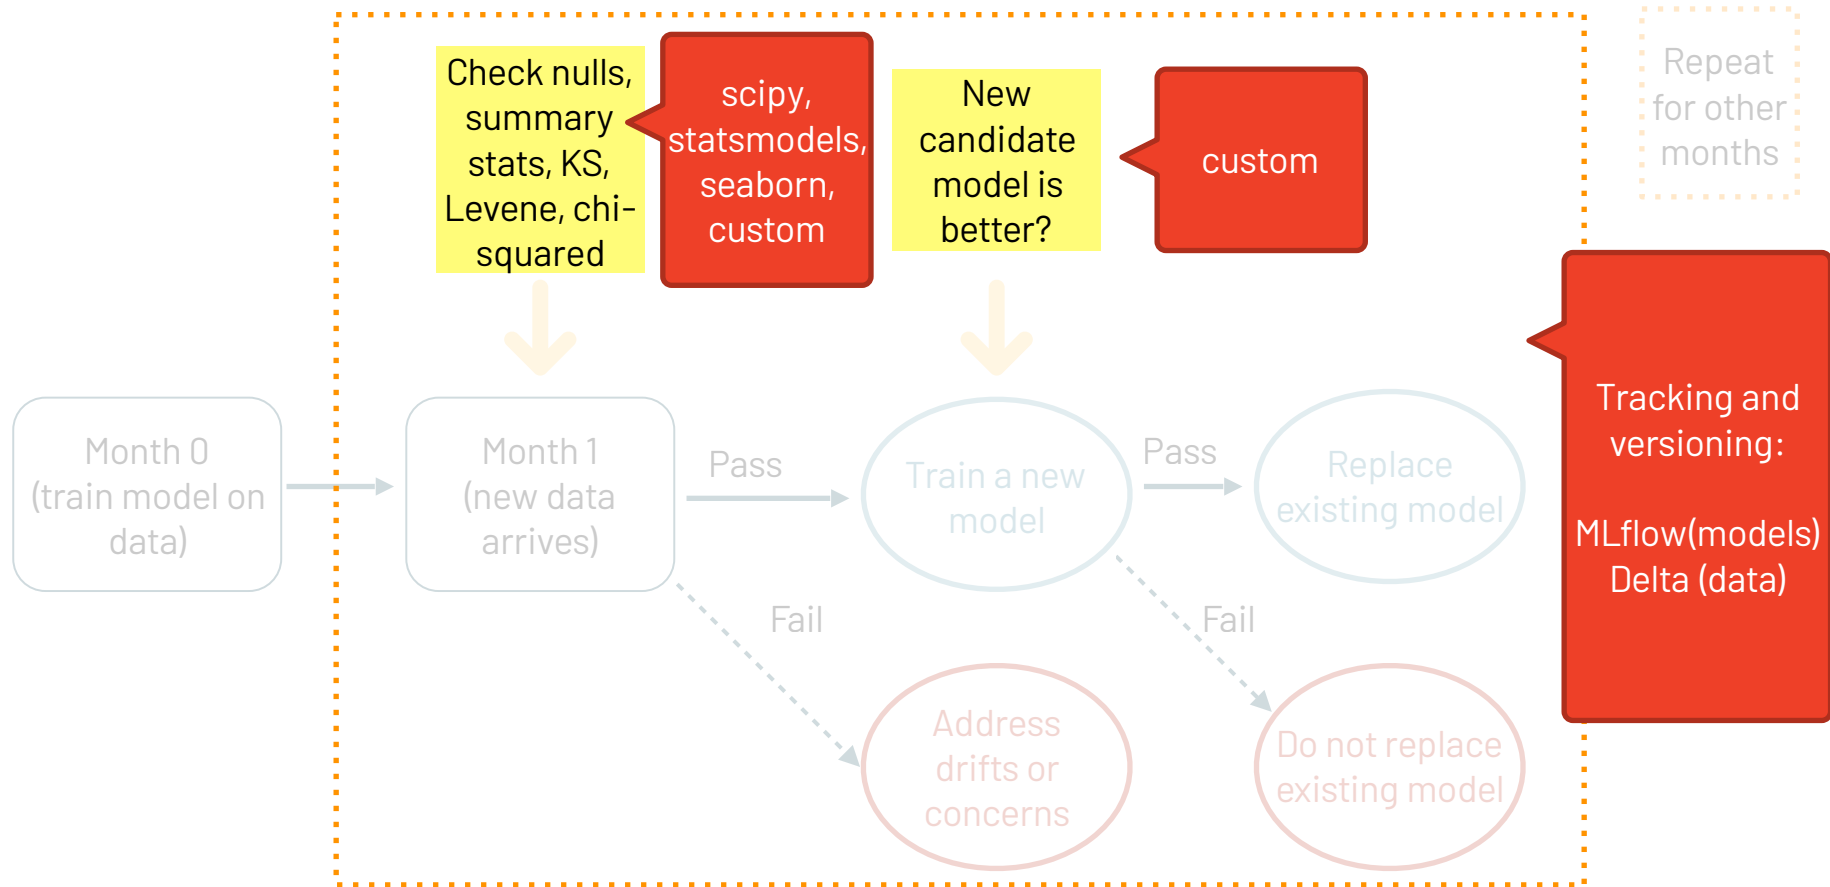 Check nulls,
summary
stats, KS,
Levene, chi-
squared
scipy,
statsmodels,
seaborn,
custom
New
candidate
model is
better?
custom
Repeat
for other
months
Month 0
(train model on
data)
Month 1
(new data
arrives)
Pass
Train a new
model
Pass
Replace
existing model
Tracking and
versioning:
MLflow(models)
Delta (data)
Fail
Fail
Address
drifts or
concerns
Do not replace
existing model